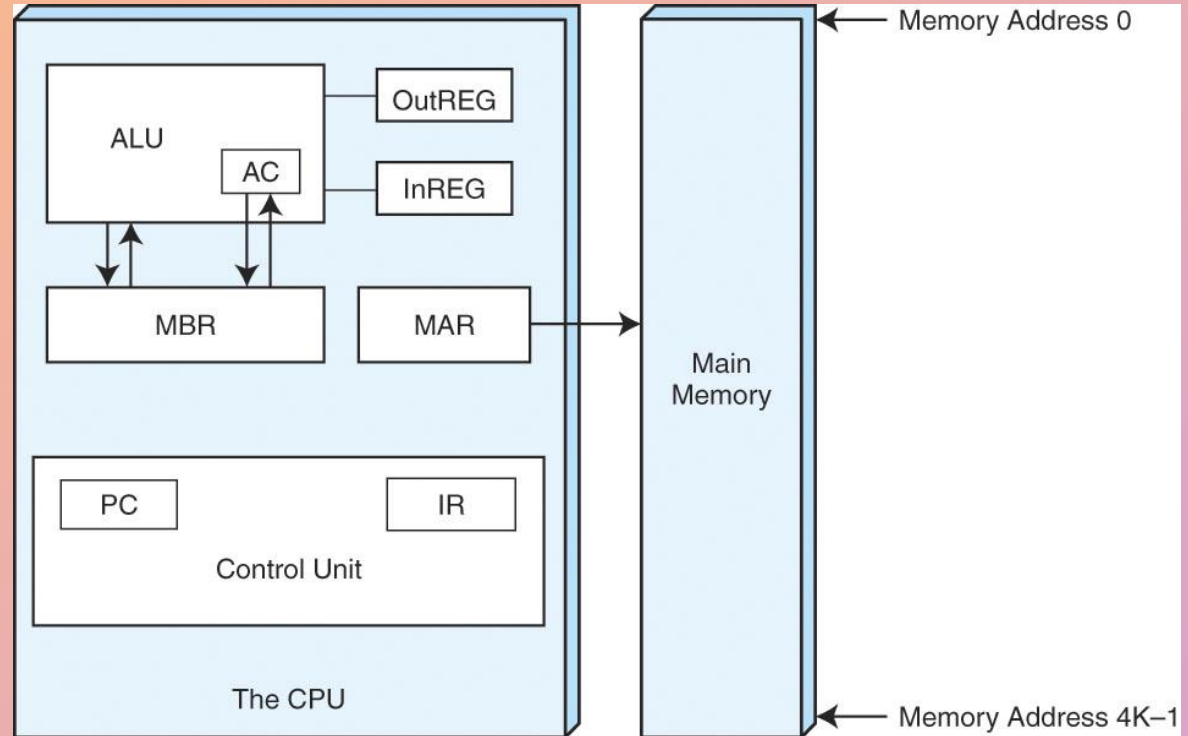 Memory Address 0
OutREG
ALU
AC
InREG
MBR
MAR
Main
Memory
PC
IR
Control Unit
The CPU
Memory Address 4K–1